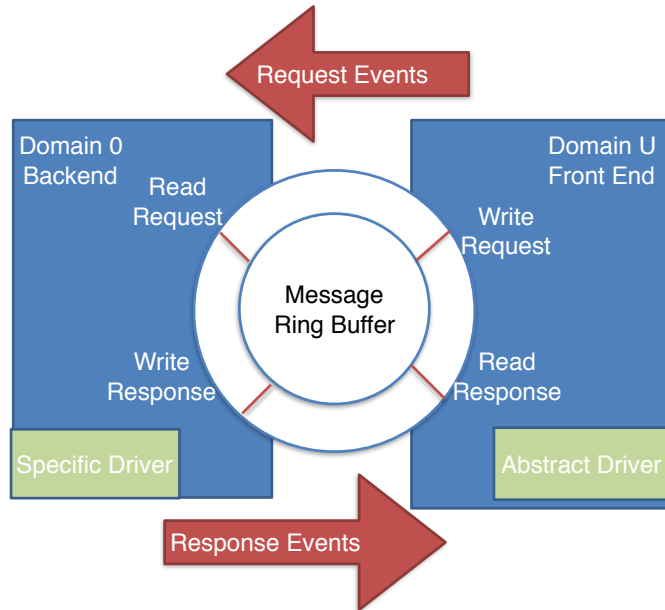 Request Events
Domain 0
Backend
Domain U
Front End
Read
Request
Write
Request
Message
Ring Buffer
Write
Response
Read
Response
Specific Driver
Abstract Driver
Response Events